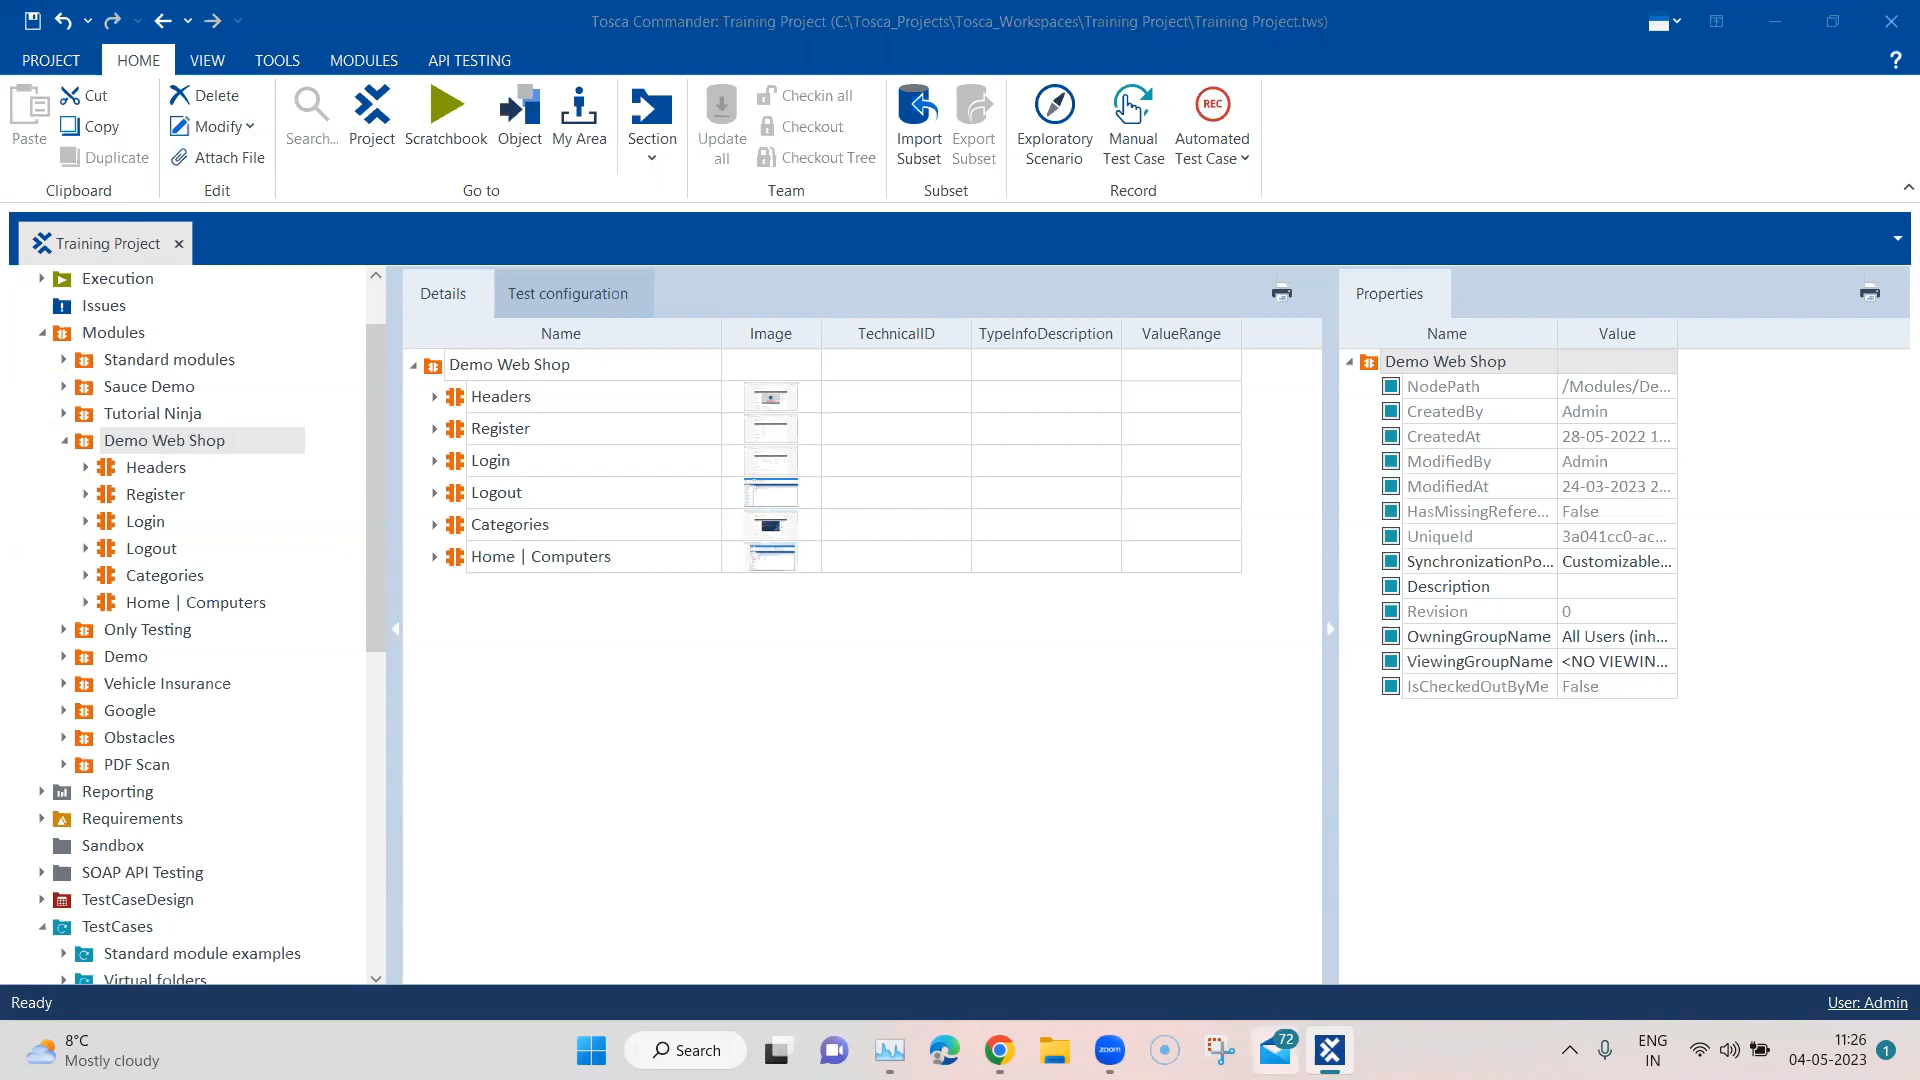 Tosca Commander: Training Project (C:\Tosca_Projects\Tosca_Workspaces\Training Project\Training Project.tws)
PROJECT HOME VIEW TOOLS MODULES API TESTING ?
Paste
Cut
Copy
Duplicate
Clipboard
Delete
Modify
Attach File
Edit
Search...
Project
Scratchbook
Object
My Area
Section
Go to
Update all
Checkin all
Checkout
Checkout Tree
Team
Import Subset
Export Subset
Subset
Exploratory Scenario
Manual Test Case
REC
Automated Test Case
Record
Training Project
Execution
Issues
Modules
Standard modules
Sauce Demo
Tutorial Ninja
Demo Web Shop
Headers
Register
Login
Logout
Categories
Home | Computers
Only Testing
Demo
Vehicle Insurance
Google
Obstacles
PDF Scan
Reporting
Requirements
Sandbox
SOAP API Testing
TestCaseDesign
TestCases
Standard module examples
Virtual folders
Details Test configuration
Name Image TechnicalID TypeInfoDescription ValueRange
Demo Web Shop
Headers
Register
Login
Logout
Categories
Home | Computers
Properties
Name Value
Demo Web Shop
NodePath /Modules/De...
CreatedBy Admin
CreatedAt 28-05-2022 1...
ModifiedBy Admin
ModifiedAt 24-03-2023 2...
HasMissingRefere... False
UniqueId 3a041cc0-ac...
SynchronizationPo... Customizable...
Description
Revision 0
OwningGroupName All Users (inh...
ViewingGroupName <NO VIEWIN...
IsCheckedOutByMe False
Ready
User: Admin
8°C
Mostly cloudy
Search
zoom
72
ENG
IN
11:26
04-05-2023
1